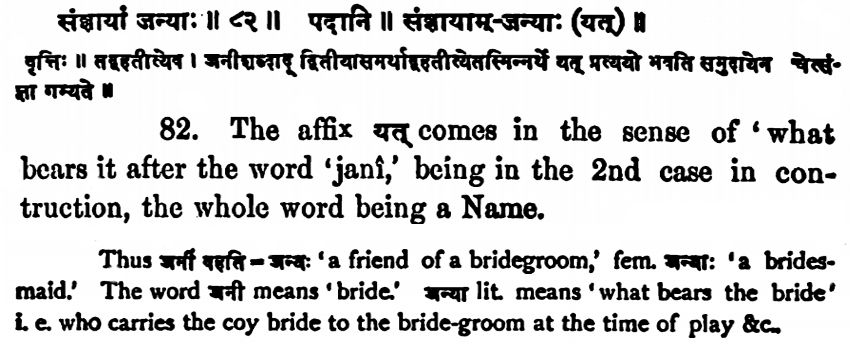 संज्ञायां जन्याः ॥ ८२ ॥ पदानि ॥ संज्ञायाम्-जन्याः (यत्) ॥
वृत्तिः ॥ तद्वहतीत्येव । जनीशब्दाद् द्वितीयासमर्थाद्वहतीत्येतस्मिन्नर्थे यत् प्रत्ययो भवति समुदायेन चेत्सं-
ज्ञा गम्यते ॥
82. The affix यत् comes in the sense of ‘what
bears it after the word ‘janî,’ being in the 2nd case in con-
truction, the whole word being a Name.
Thus जनीं वहति = जन्यः ‘a friend of a bridegroom,’ fem. जन्याः ‘a brides-
maid.’ The word जनी means ‘bride.’ जन्या lit. means ‘what bears the bride’
i. e. who carries the coy bride to the bride-groom at the time of play &c.,